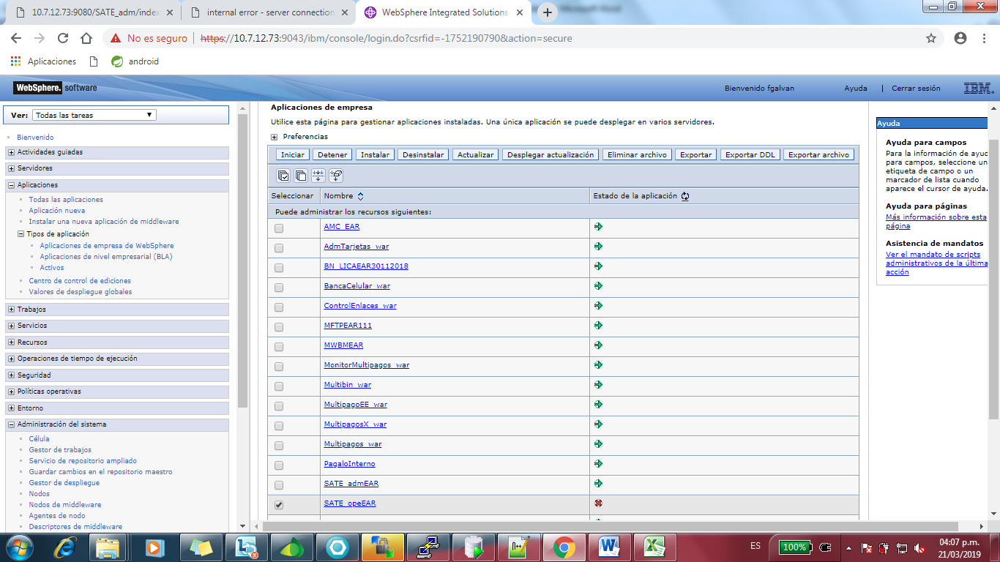 10.7.12.73:9080/SATE_adm/index
internal error - server connection
WebSphere Integrated Solutions
No es seguro
https://10.7.12.73:9043/ibm/console/login.do?csrfid=-1752190790&action=secure
Aplicaciones
android
WebSphere. software
Bienvenido fgalvan
Ayuda
Cerrar sesión
IBM.
Ver: Todas las tareas
Bienvenido
Actividades guiadas
Servidores
Aplicaciones
Todas las aplicaciones
Aplicación nueva
Instalar una nueva aplicación de middleware
Tipos de aplicación
Aplicaciones de empresa de WebSphere
Aplicaciones de nivel empresarial (BLA)
Activos
Centro de control de ediciones
Valores de despliegue globales
Trabajos
Servicios
Recursos
Operaciones de tiempo de ejecución
Seguridad
Políticas operativas
Entorno
Administración del sistema
Célula
Gestor de trabajos
Servicio de repositorio ampliado
Guardar cambios en el repositorio maestro
Gestor de despliegue
Nodos
Nodos de middleware
Agentes de nodo
Descriptores de middleware
Aplicaciones de empresa
Utilice esta página para gestionar aplicaciones instaladas. Una única aplicación se puede desplegar en varios servidores.
Preferencias
Iniciar Detener Instalar Desinstalar Actualizar Desplegar actualización Eliminar archivo Exportar Exportar DDL Exportar archivo
Seleccionar Nombre Estado de la aplicación
Puede administrar los recursos siguientes:
AMC_EAR
AdmTarjetas_war
BN_LICAEAR30112018
BancaCelular_war
ControlEnlaces_war
MFTPEAR111
MWBMEAR
MonitorMultipagos_war
Multibin_war
MultipagoEE_war
MultipagosX_war
Multipagos_war
PagaloInterno
SATE_admEAR
SATE_opeEAR
Ayuda
Ayuda para campos
Para la información de ayuda
para campos, seleccione un
etiqueta de campo o un
marcador de lista cuando
aparece el cursor de ayuda.
Ayuda para páginas
Más información sobre esta
página
Asistencia de mandatos
Ver el mandato de scripts
administrativos de la última
acción
ES
100%
04:07 p.m.
21/03/2019